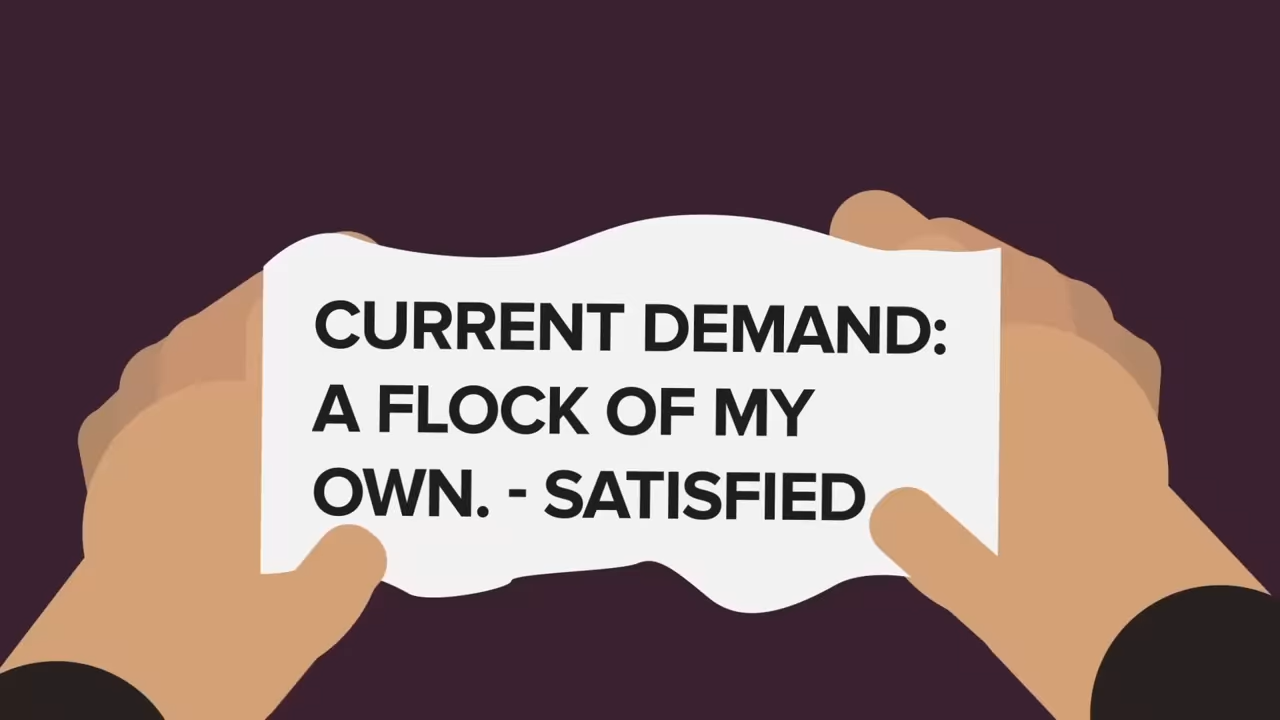 CURRENT DEMAND:
A FLOCK OF MY
OWN. - SATISFIED